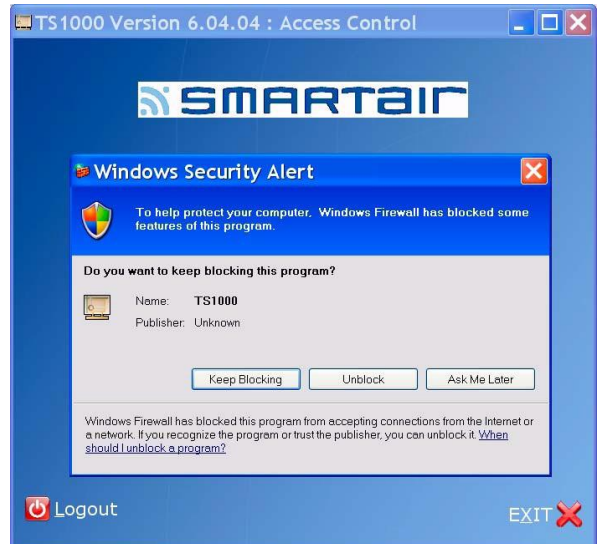 TS1000 Version 6.04.04 : Access Control
SMARTair
Windows Security Alert
To help protect your computer, Windows Firewall has blocked some
features of this program.
Do you want to keep blocking this program?
Name: TS1000
Publisher: Unknown
Keep Blocking Unblock Ask Me Later
Windows Firewall has blocked this program from accepting connections from the Internet or
a network. If you recognize the program or trust the publisher, you can unblock it. When
should I unblock a program?
Logout
EXIT